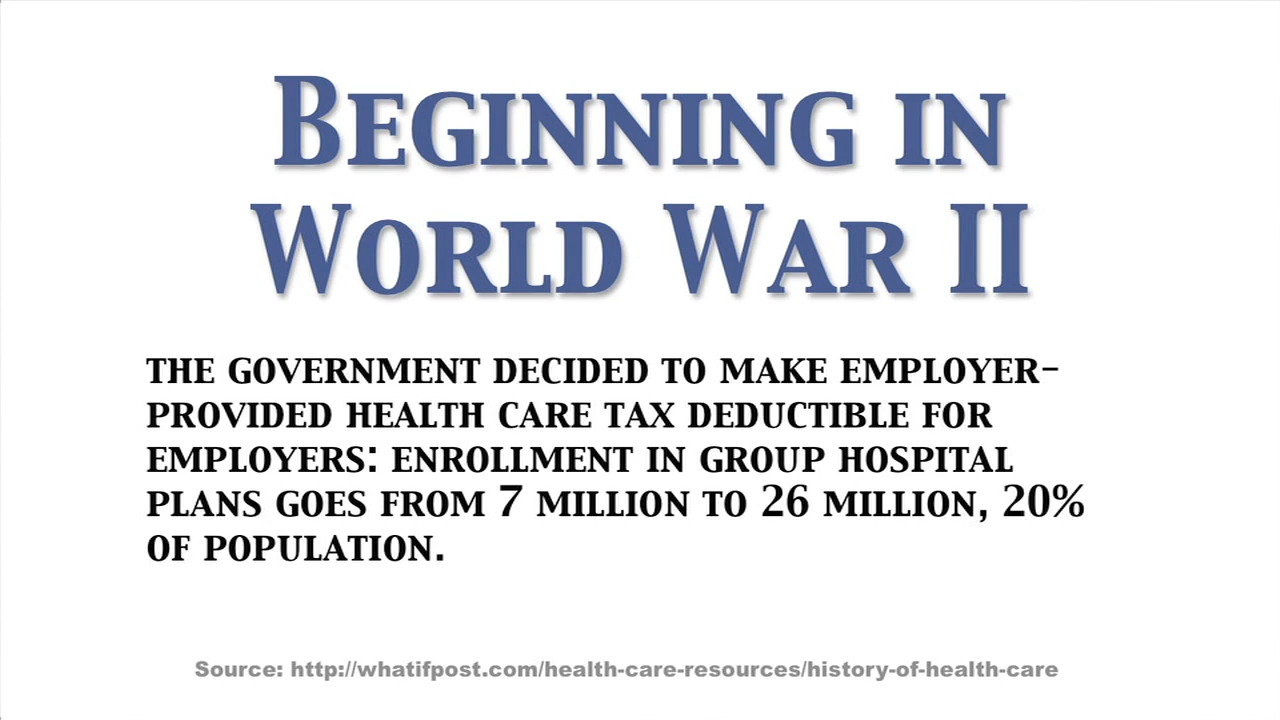 Beginning in
World War II
the government decided to make employer-
provided health care tax deductible for
employers: enrollment in group hospital
plans goes from 7 million to 26 million, 20%
of population.
Source: http://whatifpost.com/health-care-resources/history-of-health-care